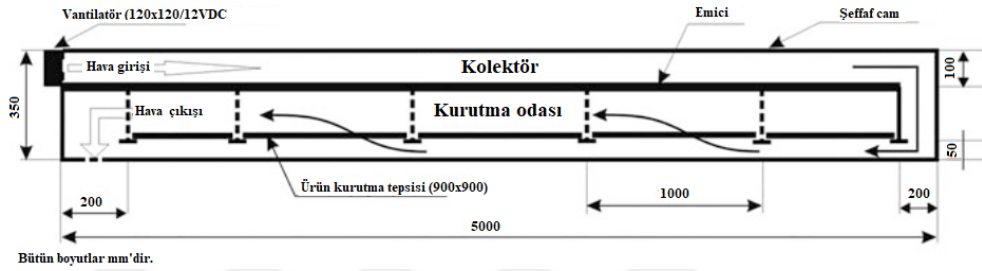 Vantilatör (120x120/12VDC
Emici
Şeffaf cam
Hava girişi
Kolektör
100
350
Hava çıkışı
Kurutma odası
50
Ürün kurutma tepsisi (900x900)
200
1000
200
5000
Bütün boyutlar mm'dir.